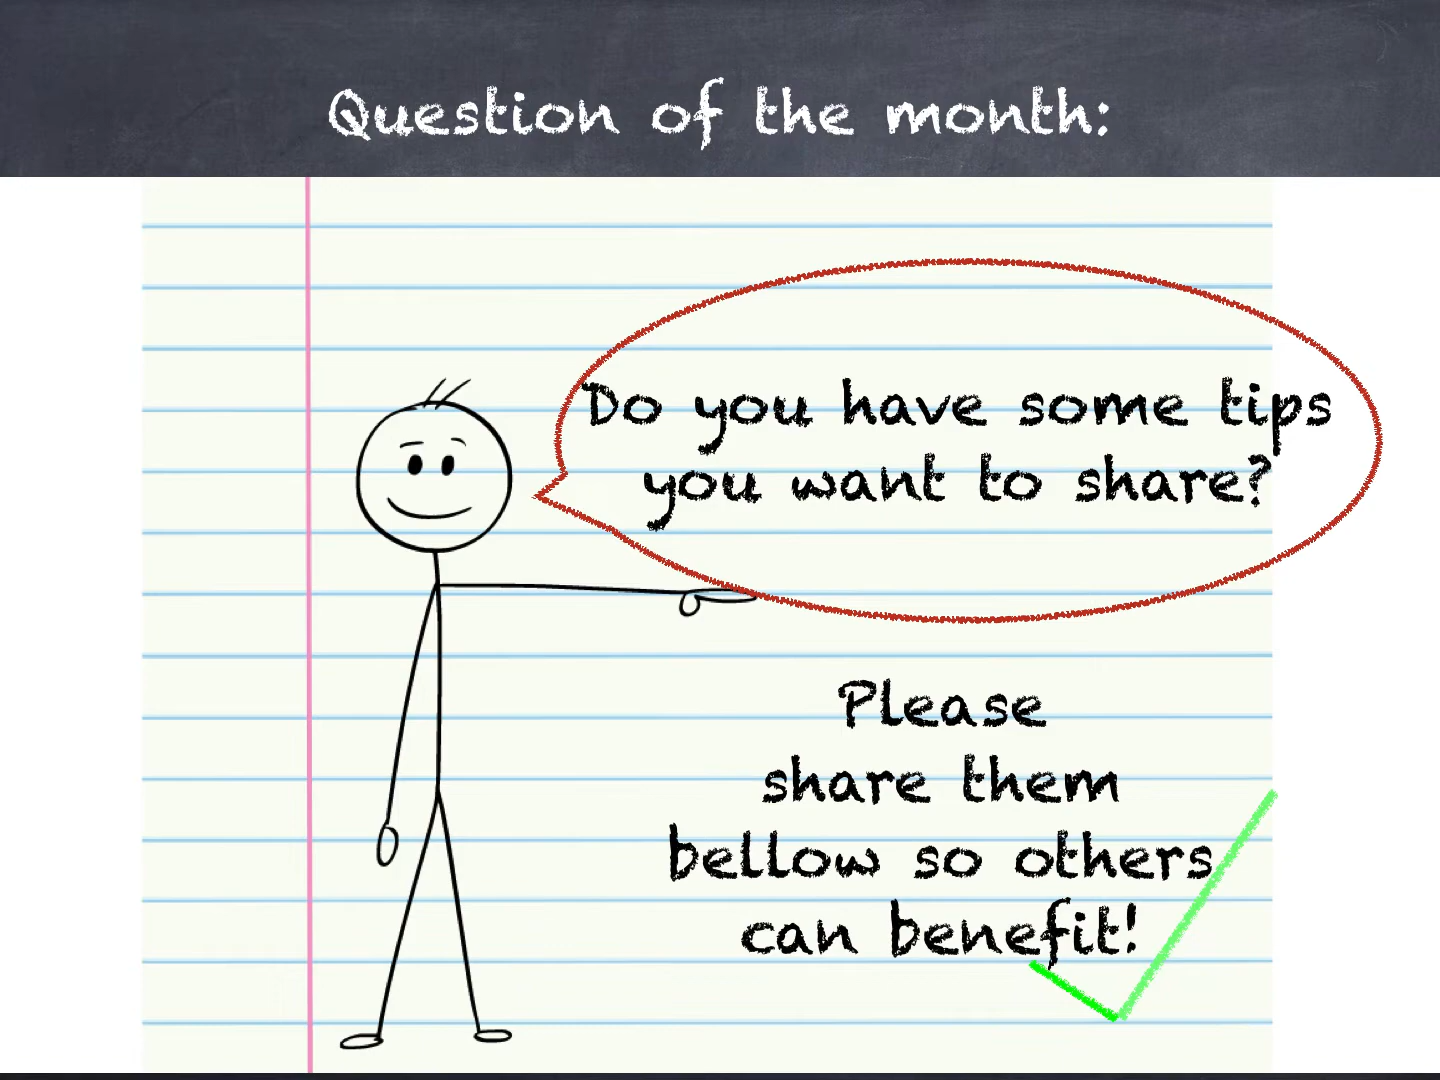 Question of the month:
Do you have some tips
you want to share?
Please
share them
bellow so others
can benefit!